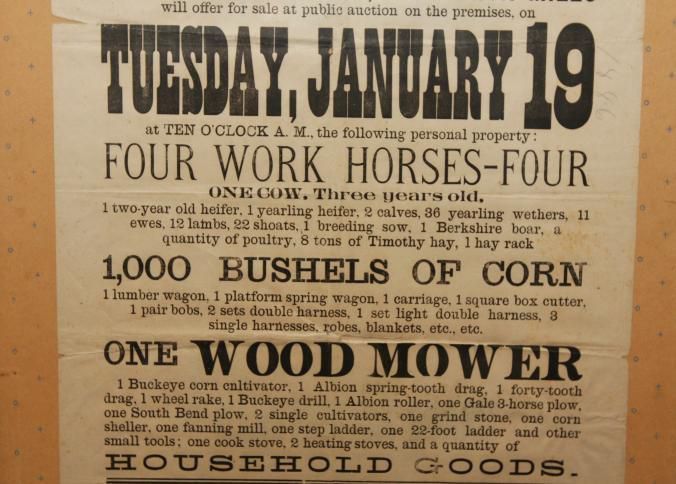 will offer for sale at public auction on the premises, on
TUESDAY, JANUARY 19
at TEN O'CLOCK A. M., the following personal property:
FOUR WORK HORSES-FOUR
ONE COW. Three years old.
1 two-year old heifer, 1 yearling heifer, 2 calves, 36 yearling wethers, 11
ewes, 12 lambs, 22 shoats, 1 breeding sow, 1 Berkshire boar, a
quantity of poultry, 8 tons of Timothy hay, 1 hay rack
1,000 BUSHELS OF CORN
1 lumber wagon, 1 platform spring wagon, 1 carriage, 1 square box cutter,
1 pair bobs, 2 sets double harness, 1 set light double harness, 3
single harnesses, robes, blankets, etc., etc.
ONE WOOD MOWER
1 Buckeye corn cnltivator, 1 Albion spring-tooth drag, 1 forty-tooth
drag, 1 wheel rake, 1 Buckeye drill, 1 Albion roller, one Gale 3-horse plow,
one South Bend plow, 2 single cultivators, one grind stone, one corn
sheller, one fanning mill, one step ladder, one 22-foot ladder and other
small tools; one cook stove, 2 heating stoves, and a quantity of
HOUSEHOLD GOODS.